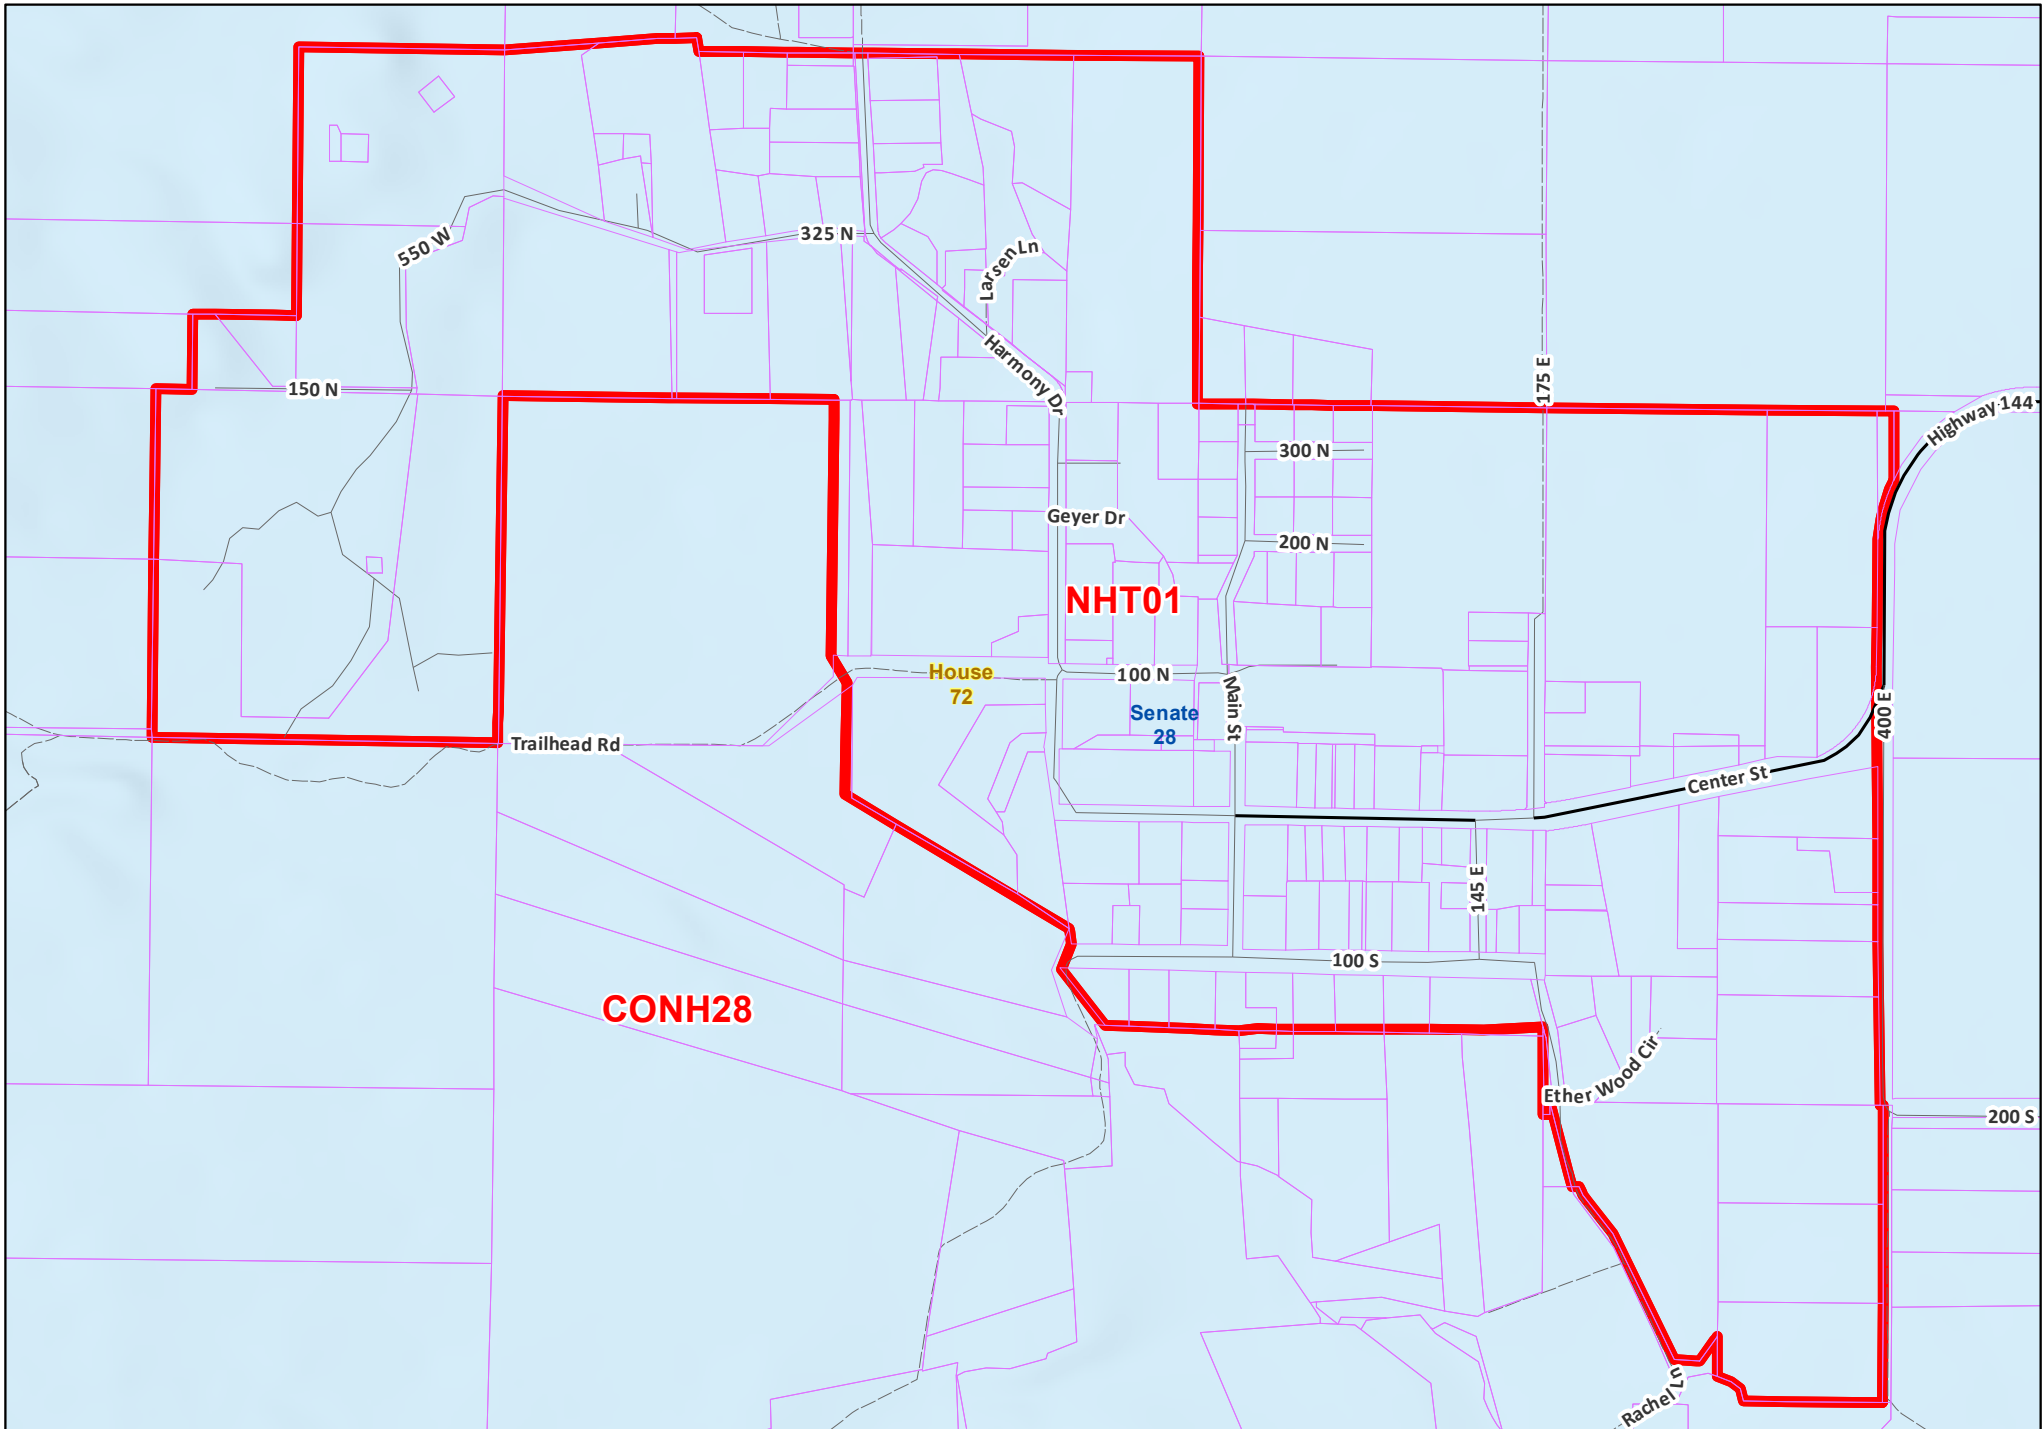 325 N
550 W
Larsen Ln
Harmony Dr
175 E
150 N
Highway 144
300 N
Geyer Dr
200 N
NHT01
House
72
100 N
Main St
Senate
28
400 E
Trailhead Rd
Center St
145 E
100 S
CONH28
Ether Wood Cir
200 S
Rachel Ln